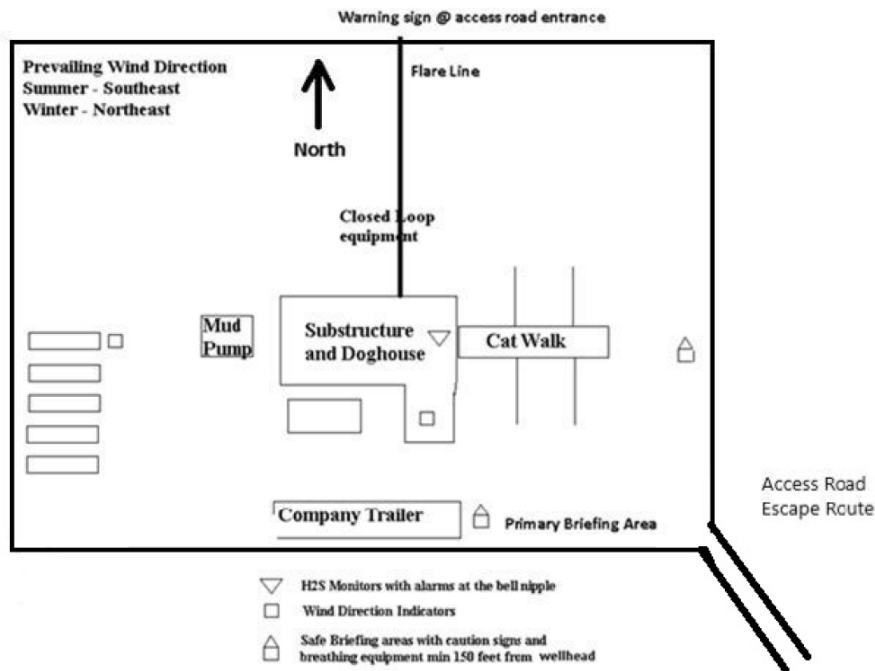 Warning sign @ access road entrance
Prevailing Wind Direction
Summer - Southeast
Winter - Northeast
Flare Line
North
Closed Loop
equipment
Mud
Pump
Substructure
and Doghouse
Cat Walk
Access Road
Escape Route
Company Trailer
Primary Briefing Area
H2S Monitors with alarms at the bell nipple
Wind Direction Indicators
Safe Briefing areas with caution signs and
breathing equipment min 150 feet from wellhead